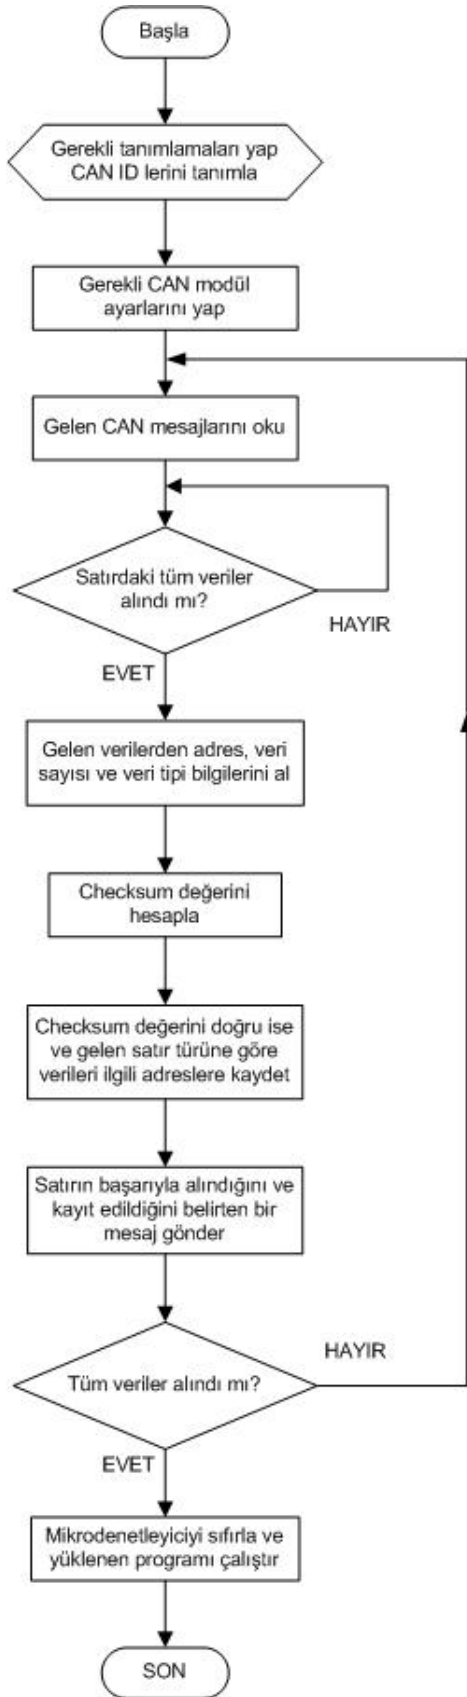 Başla
Gerekli tanımlamaları yap
CAN ID lerini tanımla
Gerekli CAN modül
ayarlarını yap
Gelen CAN mesajlarını oku
Satırdaki tüm veriler
alındı mı?
HAYIR
EVET
Gelen verilerden adres, veri
sayısı ve veri tipi bilgilerini al
Checksum değerini
hesapla
Checksum değerini doğru ise
ve gelen satır türüne göre
verileri ilgili adreslere kaydet
Satırın başarıyla alındığını ve
kayıt edildiğini belirten bir
mesaj gönder
HAYIR
Tüm veriler alındı mı?
EVET
Mikrodenetleyiciyi sıfırla ve
yüklenen programı çalıştır
SON